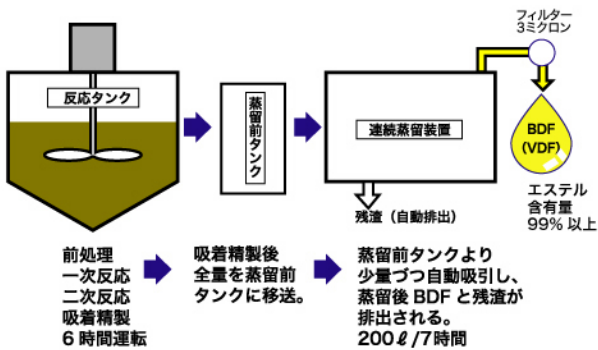 フィルター
3ミクロン
反応タンク
蒸留前タンク
連続蒸留装置
BDF
(VDF)
残渣（自動排出）
エステル
含有量
99% 以上
前処理
一次反応
二次反応
吸着精製
6 時間運転
吸着精製後
全量を蒸留前
タンクに移送。
蒸留前タンクより
少量づつ自動吸引し、
蒸留後 BDF と残渣が
排出される。
200ℓ/7時間